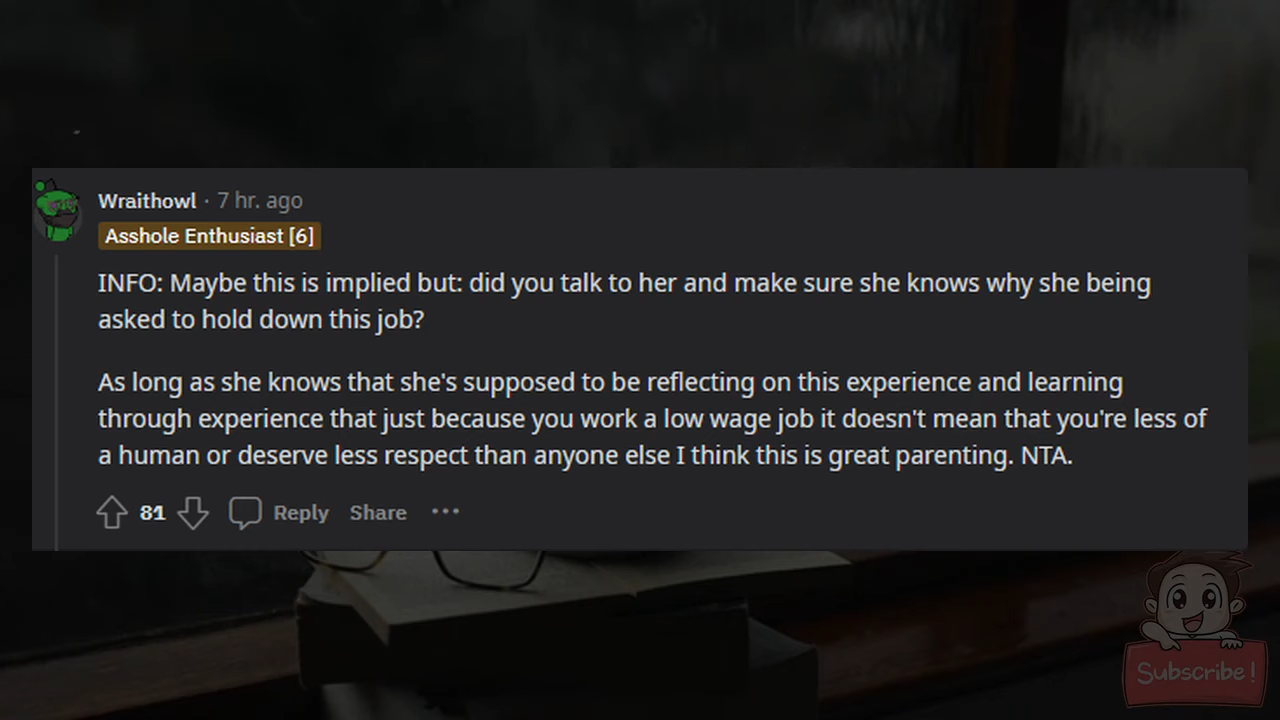 Wraithowl · 7 hr. ago
Asshole Enthusiast [6]
INFO: Maybe this is implied but: did you talk to her and make sure she knows why she being
asked to hold down this job?
As long as she knows that she's supposed to be reflecting on this experience and learning
through experience that just because you work a low wage job it doesn't mean that you're less of
a human or deserve less respect than anyone else I think this is great parenting. NTA.
81 Reply Share •••
Subscribe!